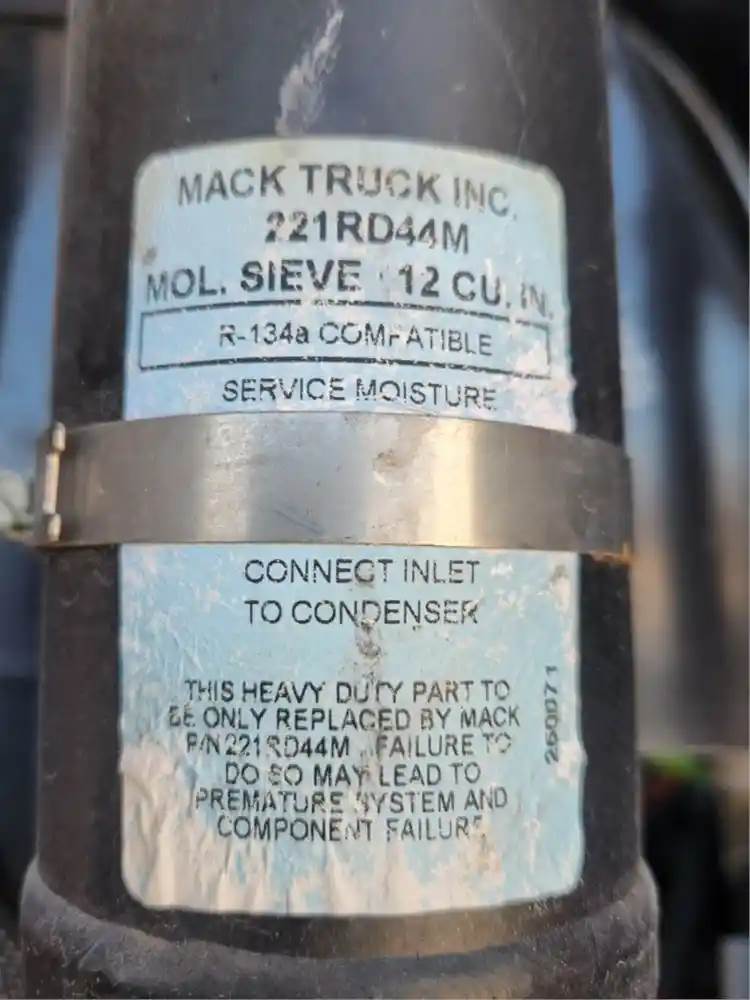 MACK TRUCK INC.
221RD44M
MOL. SIEVE 12 CU. IN.
R-134a COMPATIBLE
SERVICE MOISTURE
CONNECT INLET
TO CONDENSER
THIS HEAVY DUTY PART TO
BE ONLY REPLACED BY MACK
P/N 221RD44M . FAILURE TO
DO SO MAY LEAD TO
PREMATURE SYSTEM AND
COMPONENT FAILURE